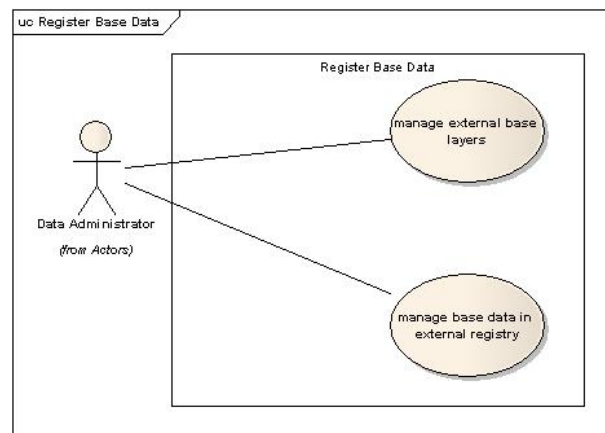 uc Register Base Data
Register Base Data
manage external base
layers
Data Administrator
(from Actors)
manage base data in
external registry